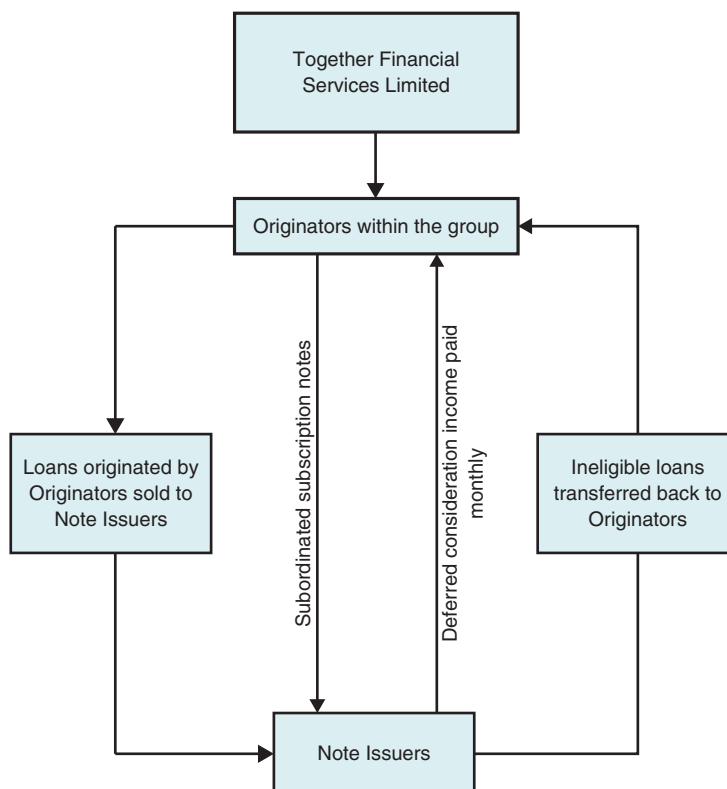 Together Financial
Services Limited
Originators within the group
Subordinated subscription notes
Deferred consideration income paid
monthly
Loans originated by
Originators sold to
Note Issuers
Ineligible loans
transferred back to
Originators
Note Issuers